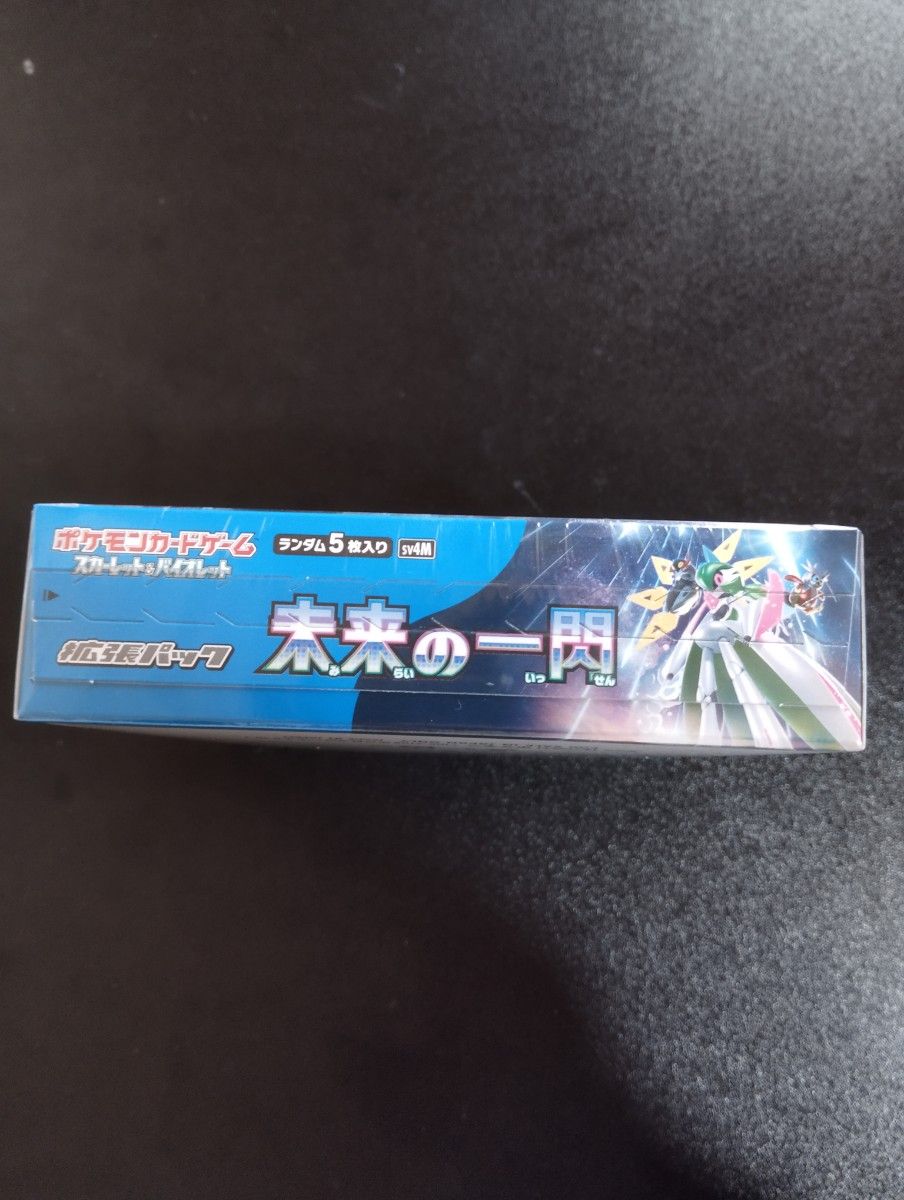 ポケモンカードゲーム
スカーレット&バイオレット
ランダム5枚入り
SV4M
拡張パック
未来の一閃
みらい いっせん